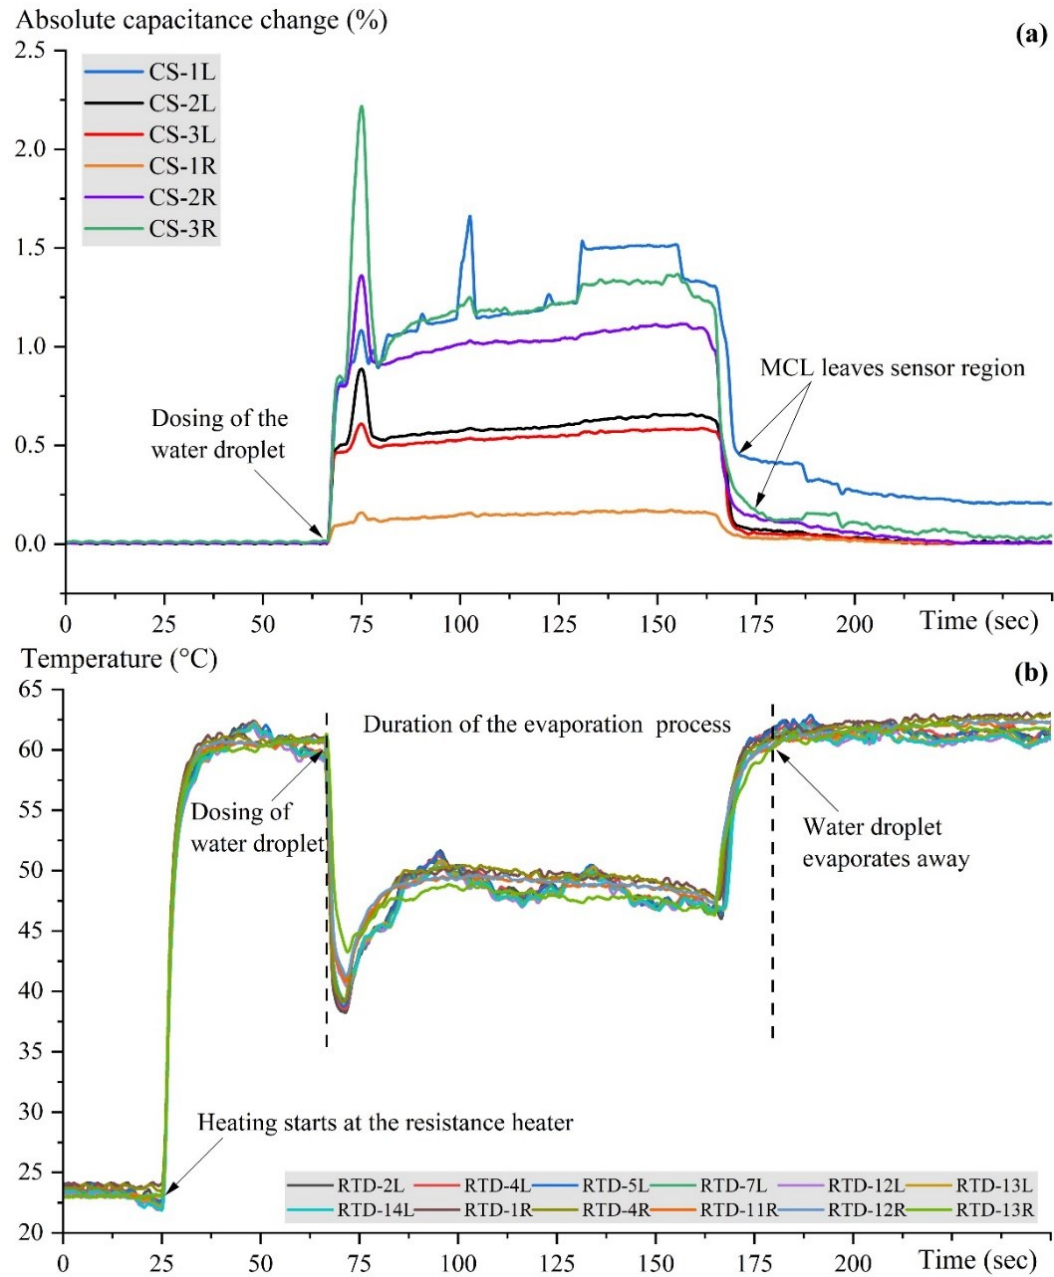 Absolute capacitance change (%)
(a)
2.5
2.0
1.5
1.0
0.5
0.0
CS-1L
CS-2L
CS-3L
CS-1R
CS-2R
CS-3R
Dosing of the
water droplet
MCL leaves sensor region
0 25 50 75 100 125 150 175 200
Time (sec)
Temperature (°C)
(b)
65
60
55
50
45
40
35
30
25
20
Duration of the evaporation process
Dosing of
water droplet
Water droplet
evaporates away
Heating starts at the resistance heater
RTD-2L RTD-4L RTD-5L RTD-7L RTD-12L RTD-13L
RTD-14L RTD-1R RTD-4R RTD-11R RTD-12R RTD-13R
0 25 50 75 100 125 150 175 200
Time (sec)